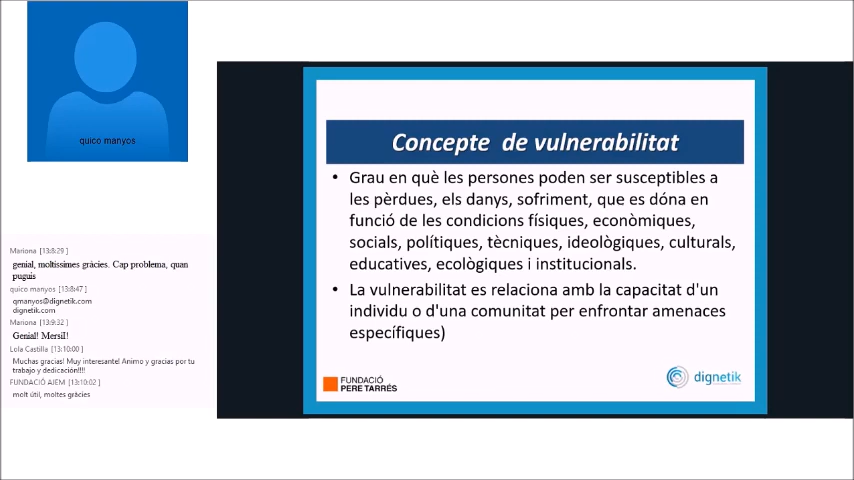 quico manyos
Mariona [13:8:29 ]
genial, moltíssimes gràcies. Cap problema, quan
puguis
quico manyos [13:8:47 ]
qmanyos@dignetik.com
dignetik.com
Mariona [13:9:32 ]
Genial! Mersil!
Lola Castilla [13:10:00 ]
Muchas gracias! Muy interesante! Animo y gracias por tu
trabajo y dedicación!!!!
FUNDACIÓ AIEM [13:10:02 ]
molt útil, moltes gràcies
Concepte de vulnerabilitat
• Grau en què les persones poden ser susceptibles a
les pèrdues, els danys, sofriment, que es dóna en
funció de les condicions físiques, econòmiques,
socials, polítiques, tècniques, ideològiques, culturals,
educatives, ecològiques i institucionals.
• La vulnerabilitat es relaciona amb la capacitat d'un
individu o d'una comunitat per enfrontar amenaces
específiques)
FUNDACIÓ
PERE TARRÉS
dignetik